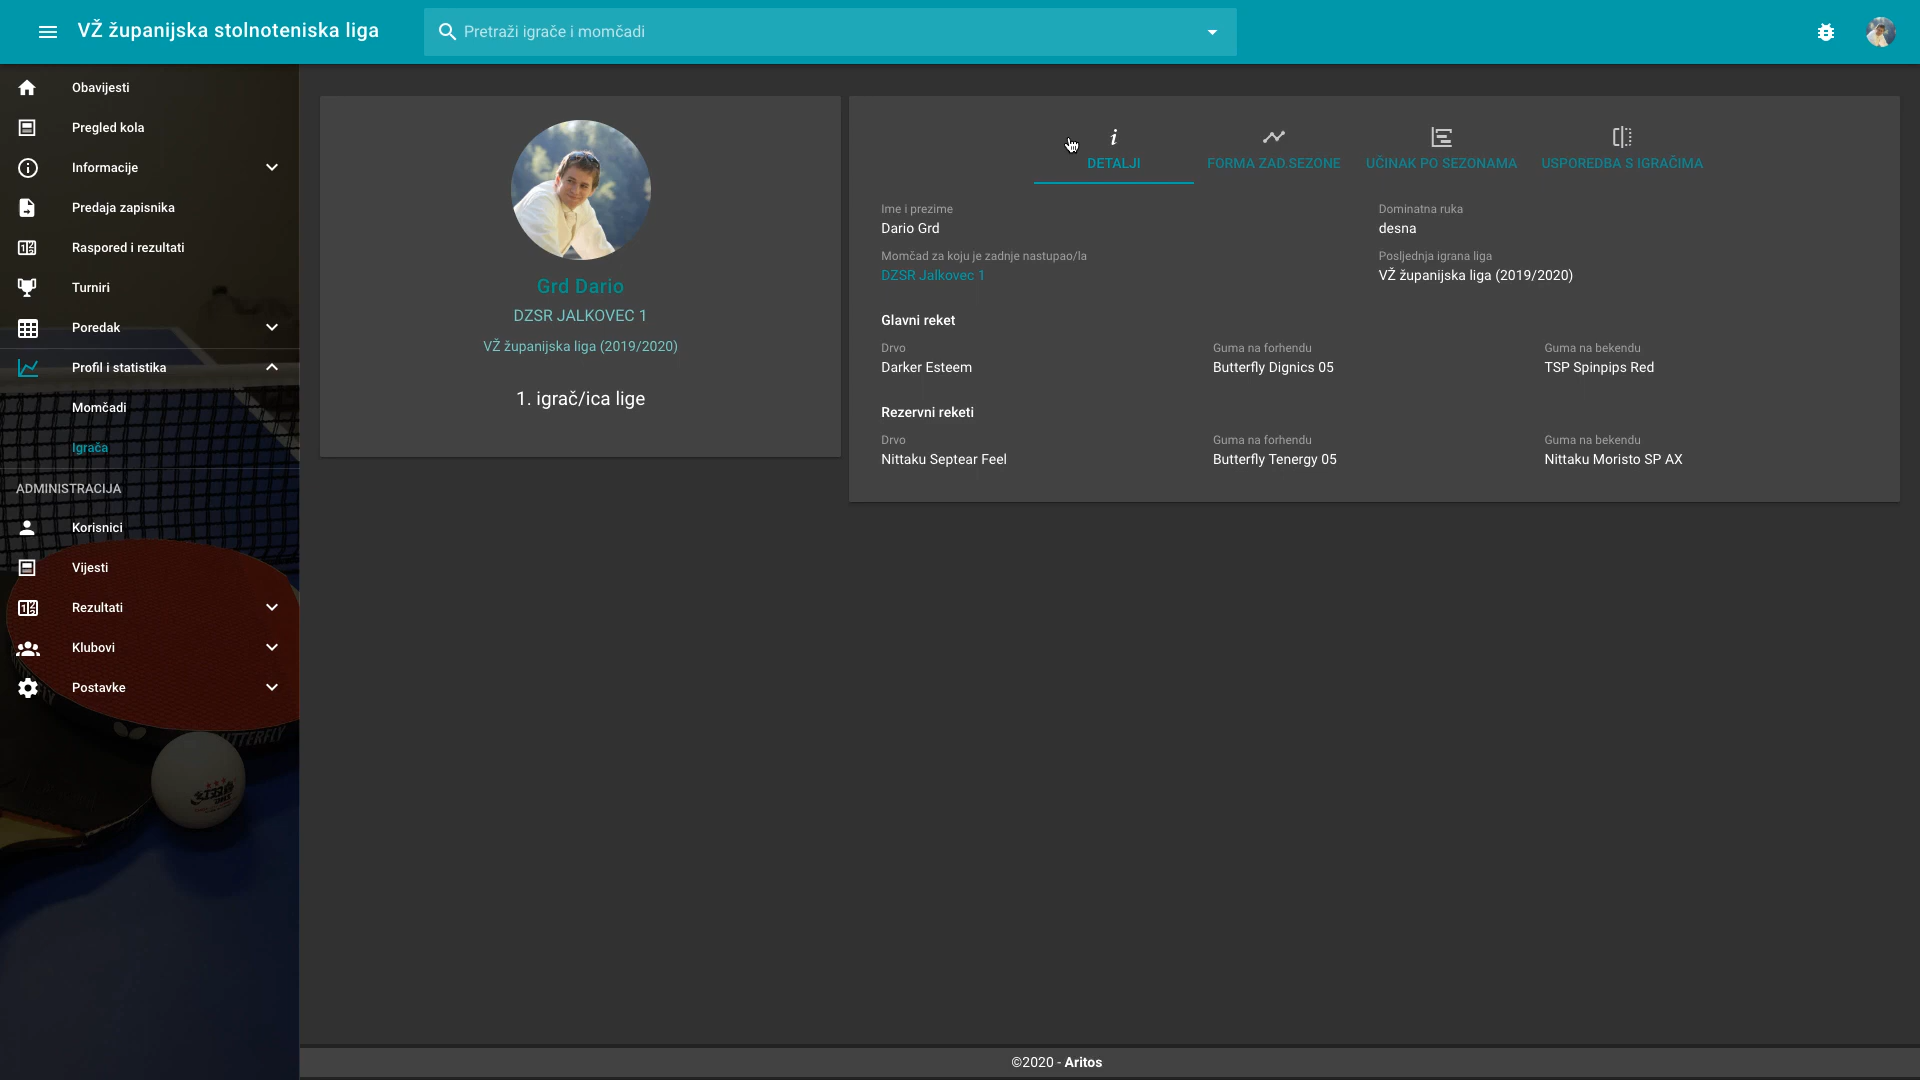 VŽ županijska stolnoteniska liga
Pretraži igrače i momčadi
Obavijesti
Pregled kola
Informacije
Predaja zapisnika
Raspored i rezultati
Turniri
Poredak
Profil i statistika
Momčadi
Igrača
ADMINISTRACIJA
Korisnici
Vijesti
Rezultati
Klubovi
Postavke
Grd Dario
DZSR JALKOVEC 1
VŽ županijska liga (2019/2020)
1. igrač/ica lige
DETALJI
FORMA ZAD.SEZONE
UČINAK PO SEZONAMA
USPOREDBA S IGRAČIMA
Ime i prezime
Dario Grd
Dominatna ruka
desna
Momčad za koju je zadnje nastupao/la
DZSR Jalkovec 1
Posljednja igrana liga
VŽ županijska liga (2019/2020)
Glavni reket
Drvo
Darker Esteem
Guma na forhendu
Butterfly Dignics 05
Guma na bekendu
TSP Spinpips Red
Rezervni reketi
Drvo
Nittaku Septear Feel
Guma na forhendu
Butterfly Tenergy 05
Guma na bekendu
Nittaku Moristo SP AX
©2020 - Aritos